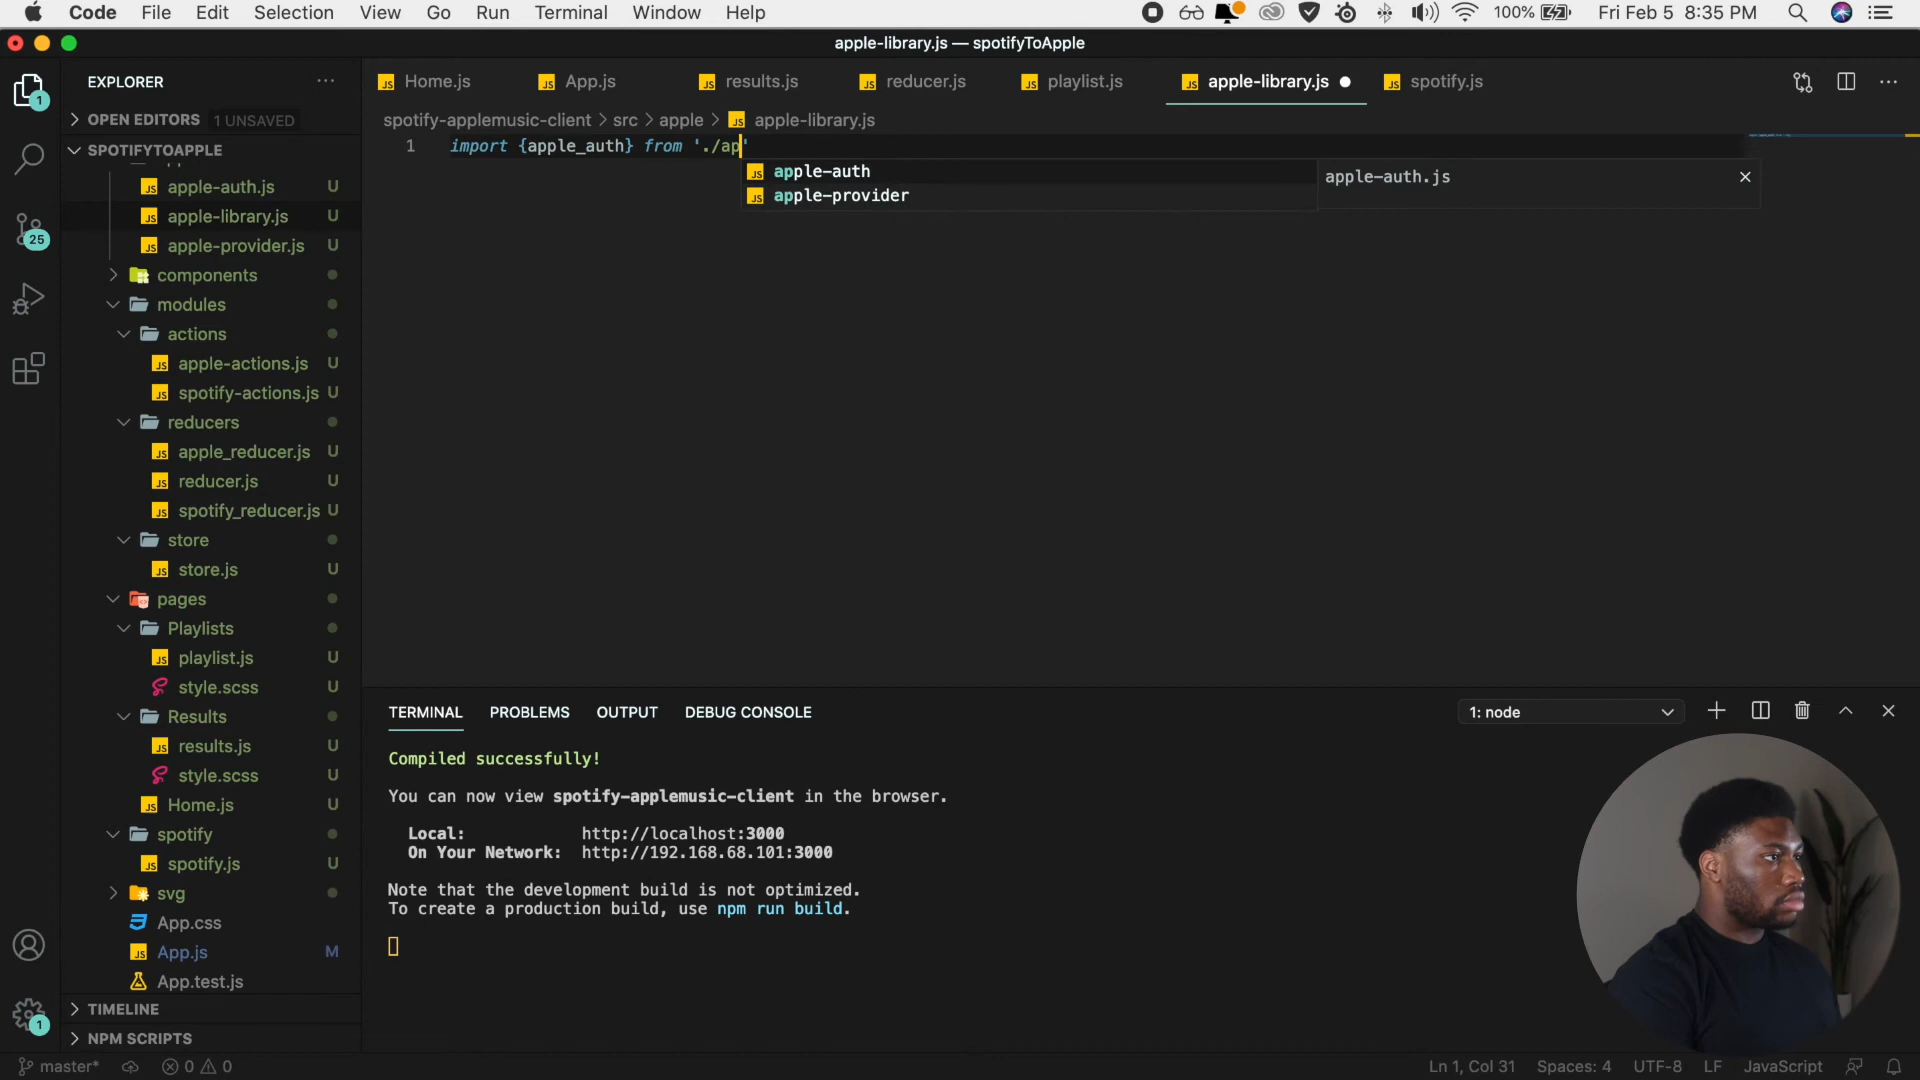 Code File Edit Selection View Go Run Terminal Window Help 100% Fri Feb 5 8:35 PM
apple-library.js — spotifyToApple
EXPLORER
Home.js App.js results.js reducer.js playlist.js apple-library.js spotify.js
OPEN EDITORS 1 UNSAVED
spotify-applemusic-client > src > apple > apple-library.js
SPOTIFYTOAPPLE
1 import {apple_auth} from './ap'
apple-auth
apple-provider
apple-auth.js
apple-auth.js U
apple-library.js U
apple-provider.js U
components
modules
actions
apple-actions.js U
spotify-actions.js U
reducers
apple_reducer.js U
reducer.js U
spotify_reducer.js U
store
store.js U
pages
Playlists
playlist.js U
style.scss U
Results
results.js U
style.scss U
Home.js U
spotify
spotify.js U
svg
App.css
App.js M
App.test.js
TIMELINE
NPM SCRIPTS
1
25
1
TERMINAL PROBLEMS OUTPUT DEBUG CONSOLE 1: node
Compiled successfully!
You can now view spotify-applemusic-client in the browser.
Local: http://localhost:3000
On Your Network: http://192.168.68.101:3000
Note that the development build is not optimized.
To create a production build, use npm run build.
master* 0 0 Ln 1, Col 31 Spaces: 4 UTF-8 LF JavaScript